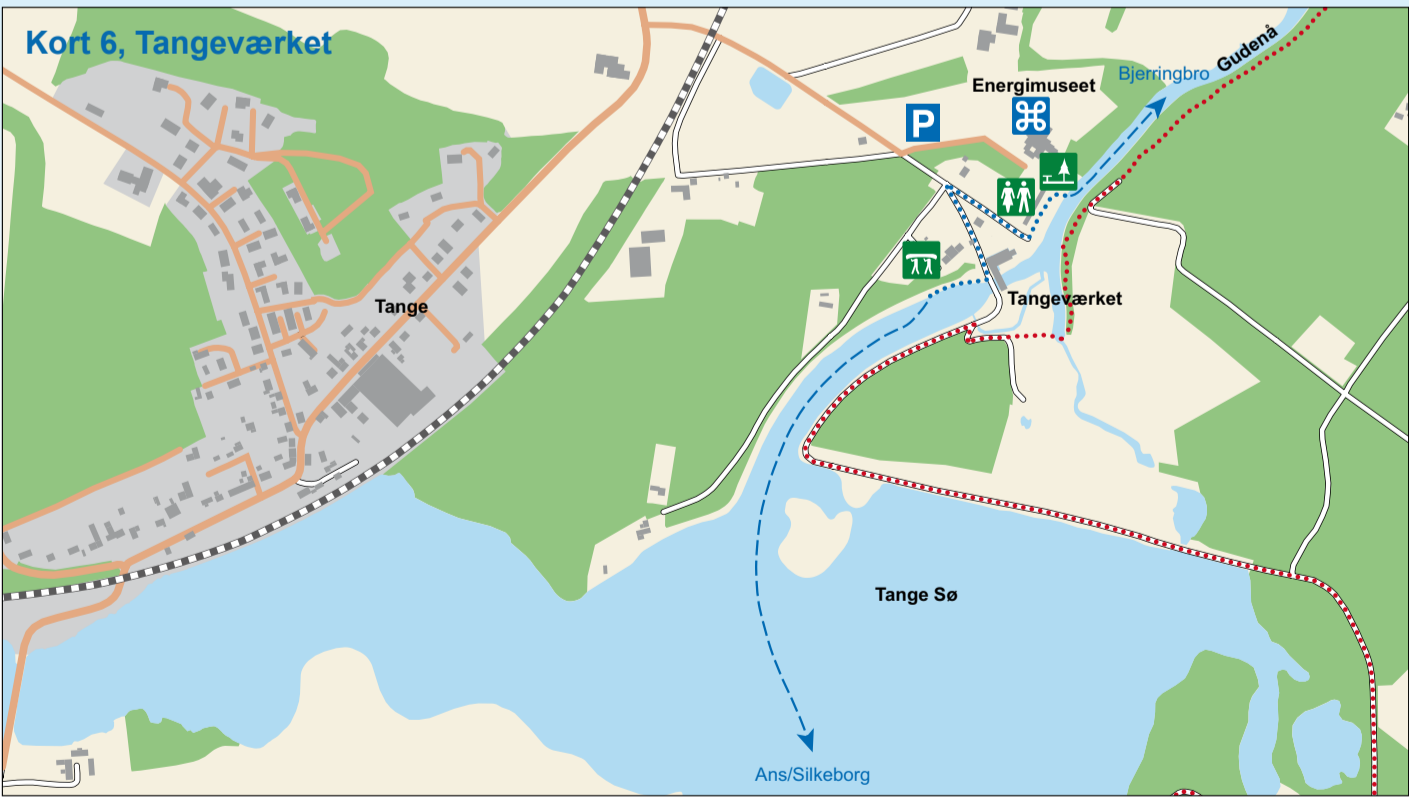 Kort 6, Tangeværket
Gudenå
Bjerringbro
Energimuseet
P
Tangeværket
Tange
Tange Sø
Ans/Silkeborg